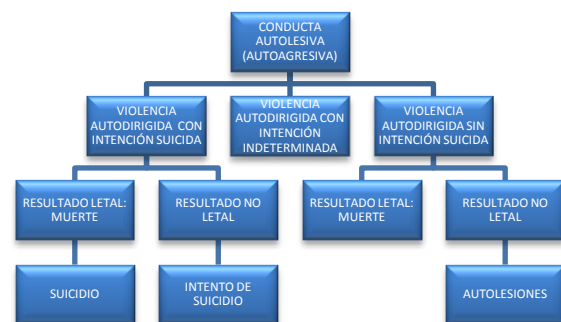 CONDUCTA
AUTOLESIVA
(AUTOAGRESIVA)
VIOLENCIA
AUTODIRIGIDA CON
INTENCIÓN SUICIDA
VIOLENCIA
AUTODIRIGIDA CON
INTENCIÓN
INDETERMINADA
VIOLENCIA
AUTODIRIGIDA SIN
INTENCIÓN SUICIDA
RESULTADO LETAL:
MUERTE
RESULTADO NO
LETAL
RESULTADO LETAL:
MUERTE
RESULTADO NO
LETAL
SUICIDIO
INTENTO DE
SUICIDIO
AUTOLESIONES